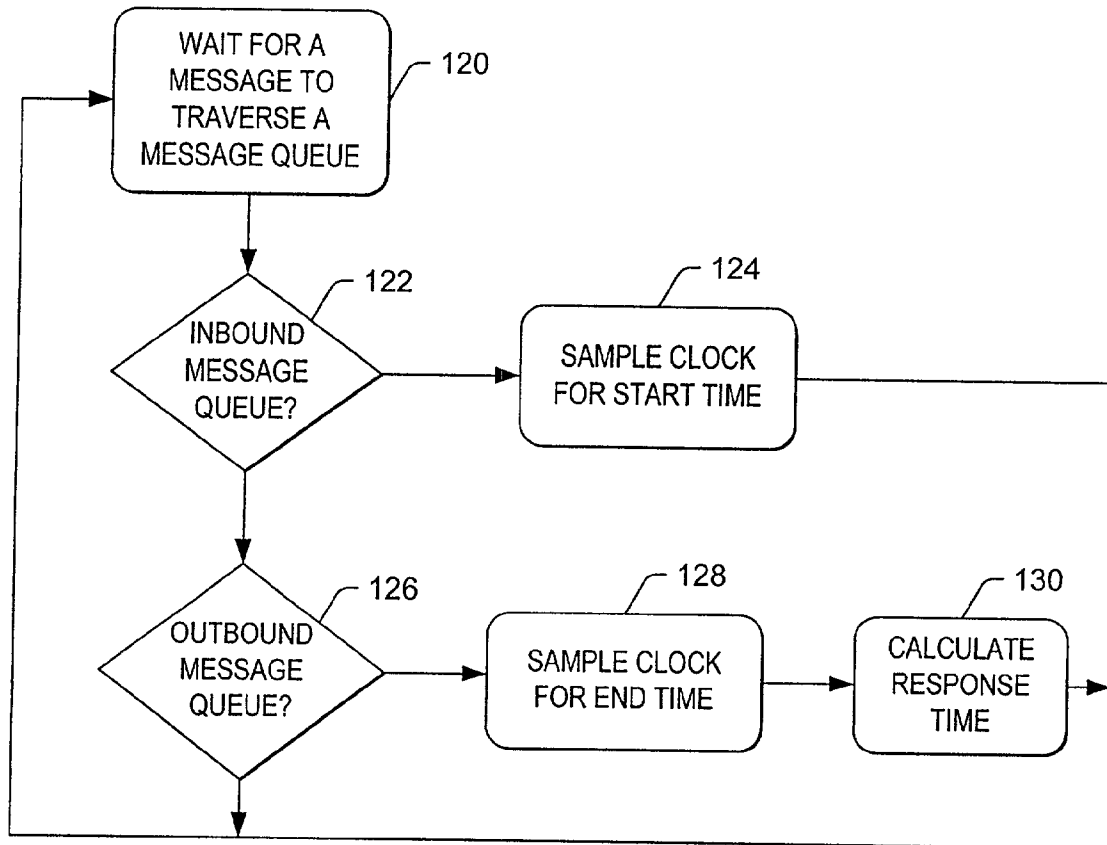 WAIT FOR A
MESSAGE TO
TRAVERSE A
MESSAGE QUEUE
120
122
INBOUND
MESSAGE
QUEUE?
124
SAMPLE CLOCK
FOR START TIME
126
OUTBOUND
MESSAGE
QUEUE?
128
SAMPLE CLOCK
FOR END TIME
130
CALCULATE
RESPONSE
TIME